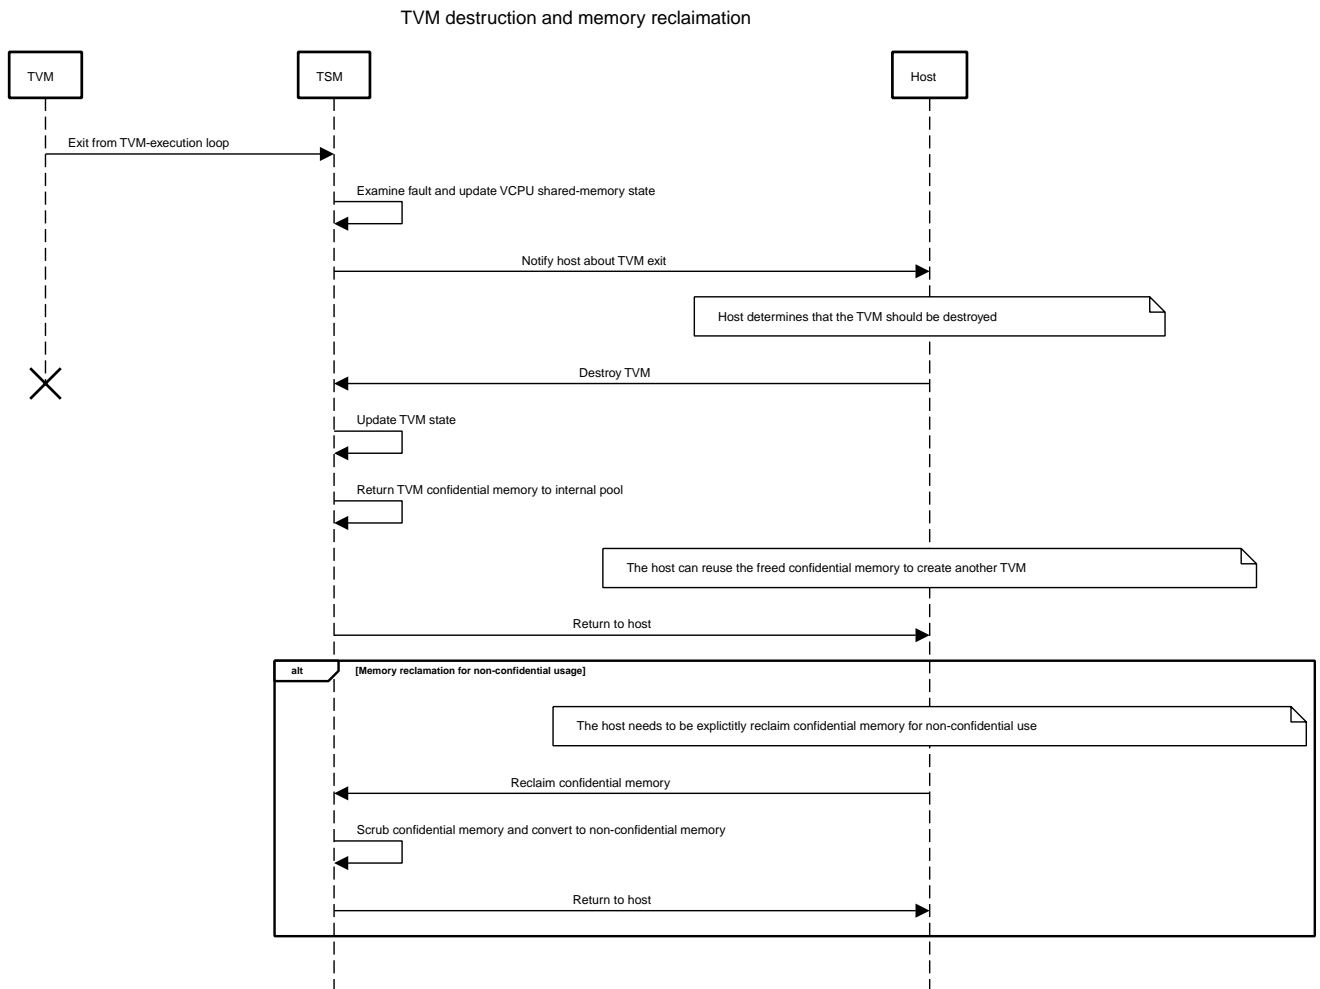 TVM destruction and memory reclaimation
TVM
TSM
Host
Exit from TVM-execution loop
Examine fault and update VCPU shared-memory state
Notify host about TVM exit
Host determines that the TVM should be destroyed
Destroy TVM
Update TVM state
Return TVM confidential memory to internal pool
The host can reuse the freed confidential memory to create another TVM
Return to host
alt
[Memory reclamation for non-confidential usage]
The host needs to be explicitly reclaim confidential memory for non-confidential use
Reclaim confidential memory
Scrub confidential memory and convert to non-confidential memory
Return to host